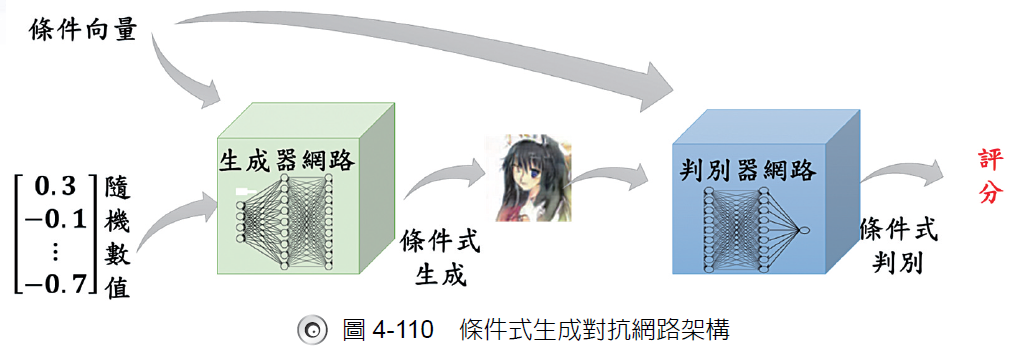 條件向量
生成器網路
判別器網路
0.3
−0.1
⋮
−0.7
隨機數值
條件式
生成
條件式
判別
評分
圖 4-110 條件式生成對抗網路架構